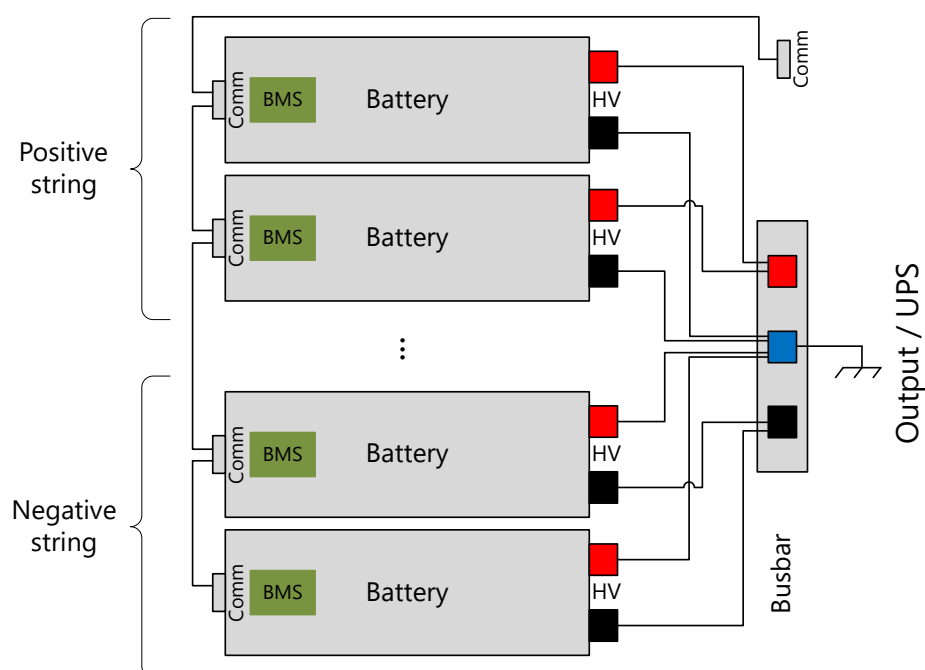 Comm
BMS
Battery
HV
Comm
Positive
string
Comm
BMS
Battery
HV
...
Output / UPS
Comm
BMS
Battery
HV
Negative
string
Comm
BMS
Battery
HV
Busbar